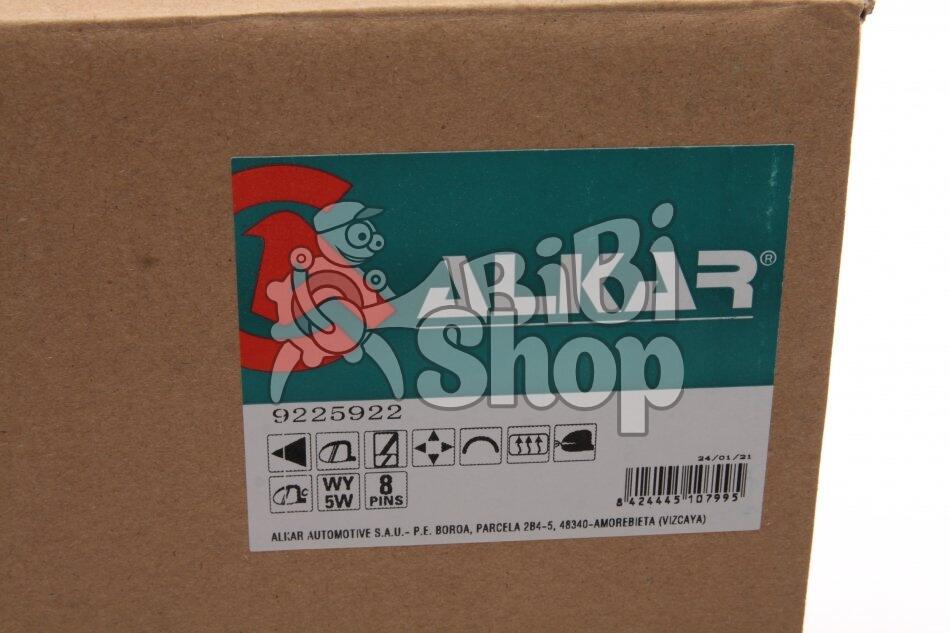 ALKAR®
BiBi
Shop
9225922
24/01/21
C
WY
5W
8
PINS
8 424445 107995
ALKAR AUTOMOTIVE S.A.U.- P.E. BOROA, PARCELA 2B4-5, 48340-AMOREBIETA (VIZCAYA)